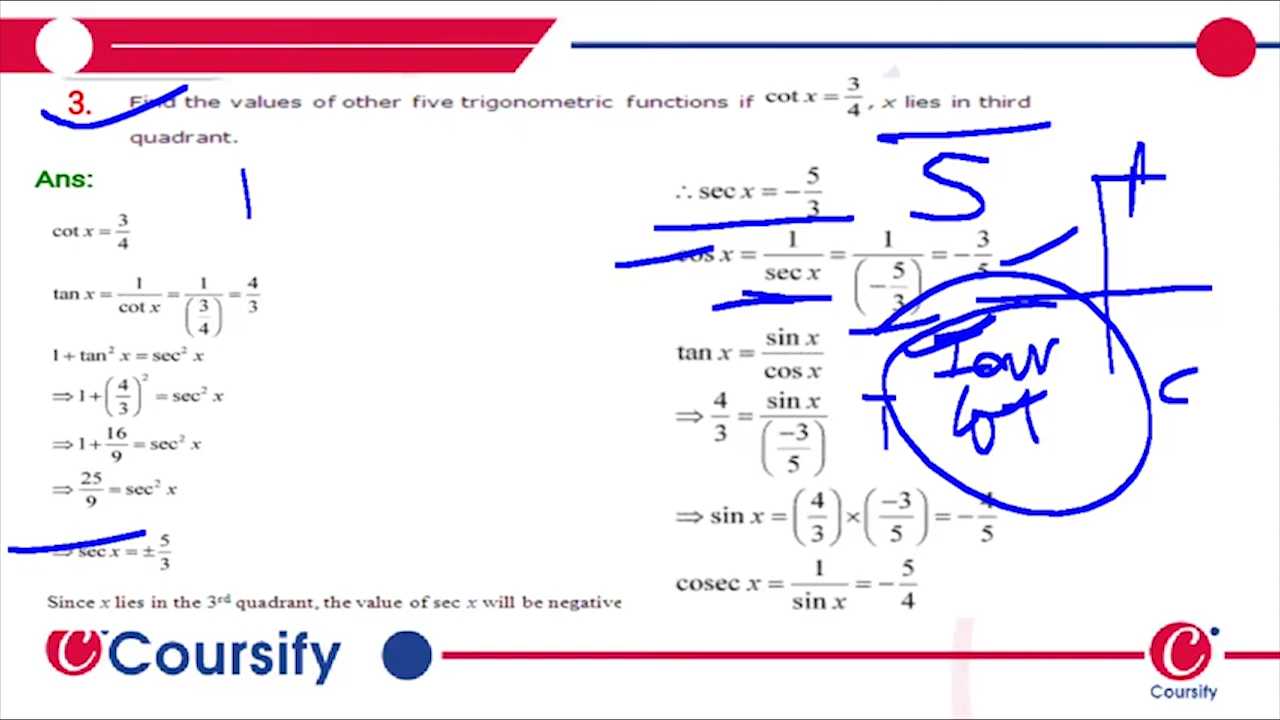 3. Find the values of other five trigonometric functions if cot x = 3/4, x lies in third
quadrant.
Ans:
cot x = 3/4
tan x = 1/cot x = 1/(3/4) = 4/3
1 + tan² x = sec² x
⇒ 1 + (4/3)² = sec² x
⇒ 1 + 16/9 = sec² x
⇒ 25/9 = sec² x
⇒ sec x = ± 5/3
Since x lies in the 3rd quadrant, the value of sec x will be negative
∴ sec x = − 5/3
cos x = 1/sec x = 1/(−5/3) = − 3/5
tan x = sin x/cos x
⇒ 4/3 = sin x/(−3/5)
⇒ sin x = (4/3) × (−3/5) = − 4/5
cosec x = 1/sin x = − 5/4
S
A
C
cot
Coursify
Coursify